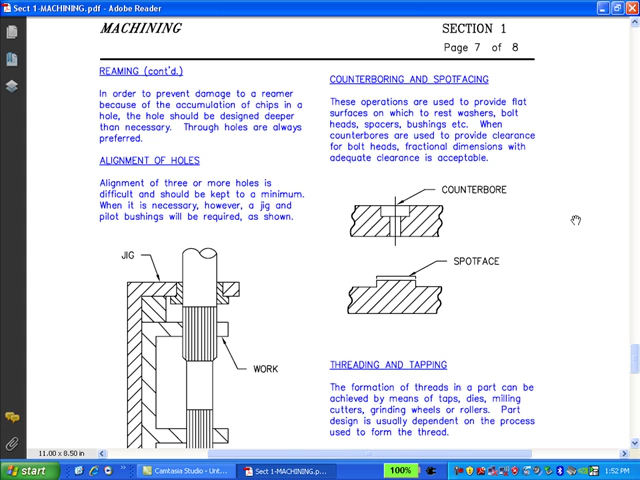 Sect 1-MACHINING.pdf - Adobe Reader
MACHINING
SECTION 1
Page 7 of 8
REAMING (cont'd.)
In order to prevent damage to a reamer
because of the accumulation of chips in a
hole, the hole should be designed deeper
than necessary. Through holes are always
preferred.
ALIGNMENT OF HOLES
Alignment of three or more holes is
difficult and should be kept to a minimum.
When it is necessary, however, a jig and
pilot bushings will be required, as shown.
JIG
WORK
COUNTERBORING AND SPOTFACING
These operations are used to provide flat
surfaces on which to rest washers, bolt
heads, spacers, bushings etc. When
counterbores are used to provide clearance
for bolt heads, fractional dimensions with
adequate clearance is acceptable.
COUNTERBORE
SPOTFACE
THREADING AND TAPPING
The formation of threads in a part can be
achieved by means of taps, dies, milling
cutters, grinding wheels or rollers. Part
design is usually dependent on the process
used to form the thread.
11.00 x 8.50 in
start
Camtasia Studio - Unt...
Sect 1-MACHINING.p...
100%
1:52 PM